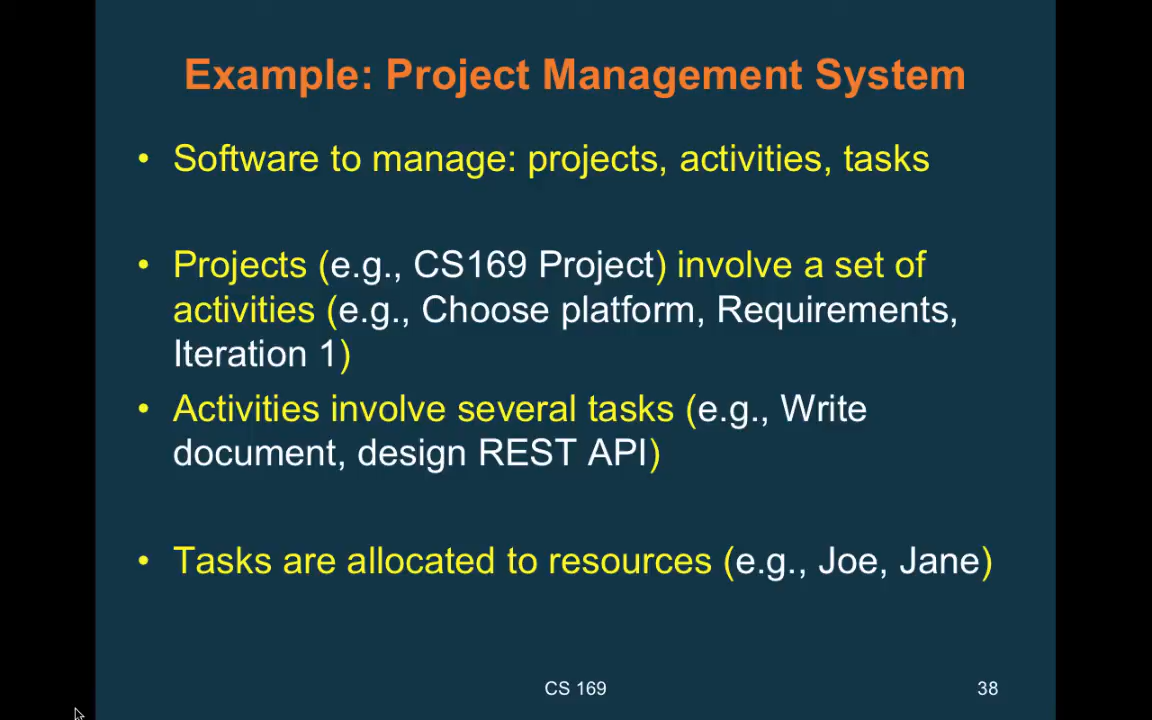 Example: Project Management System
• Software to manage: projects, activities, tasks
• Projects (e.g., CS169 Project) involve a set of
activities (e.g., Choose platform, Requirements,
Iteration 1)
• Activities involve several tasks (e.g., Write
document, design REST API)
• Tasks are allocated to resources (e.g., Joe, Jane)
CS 169
38